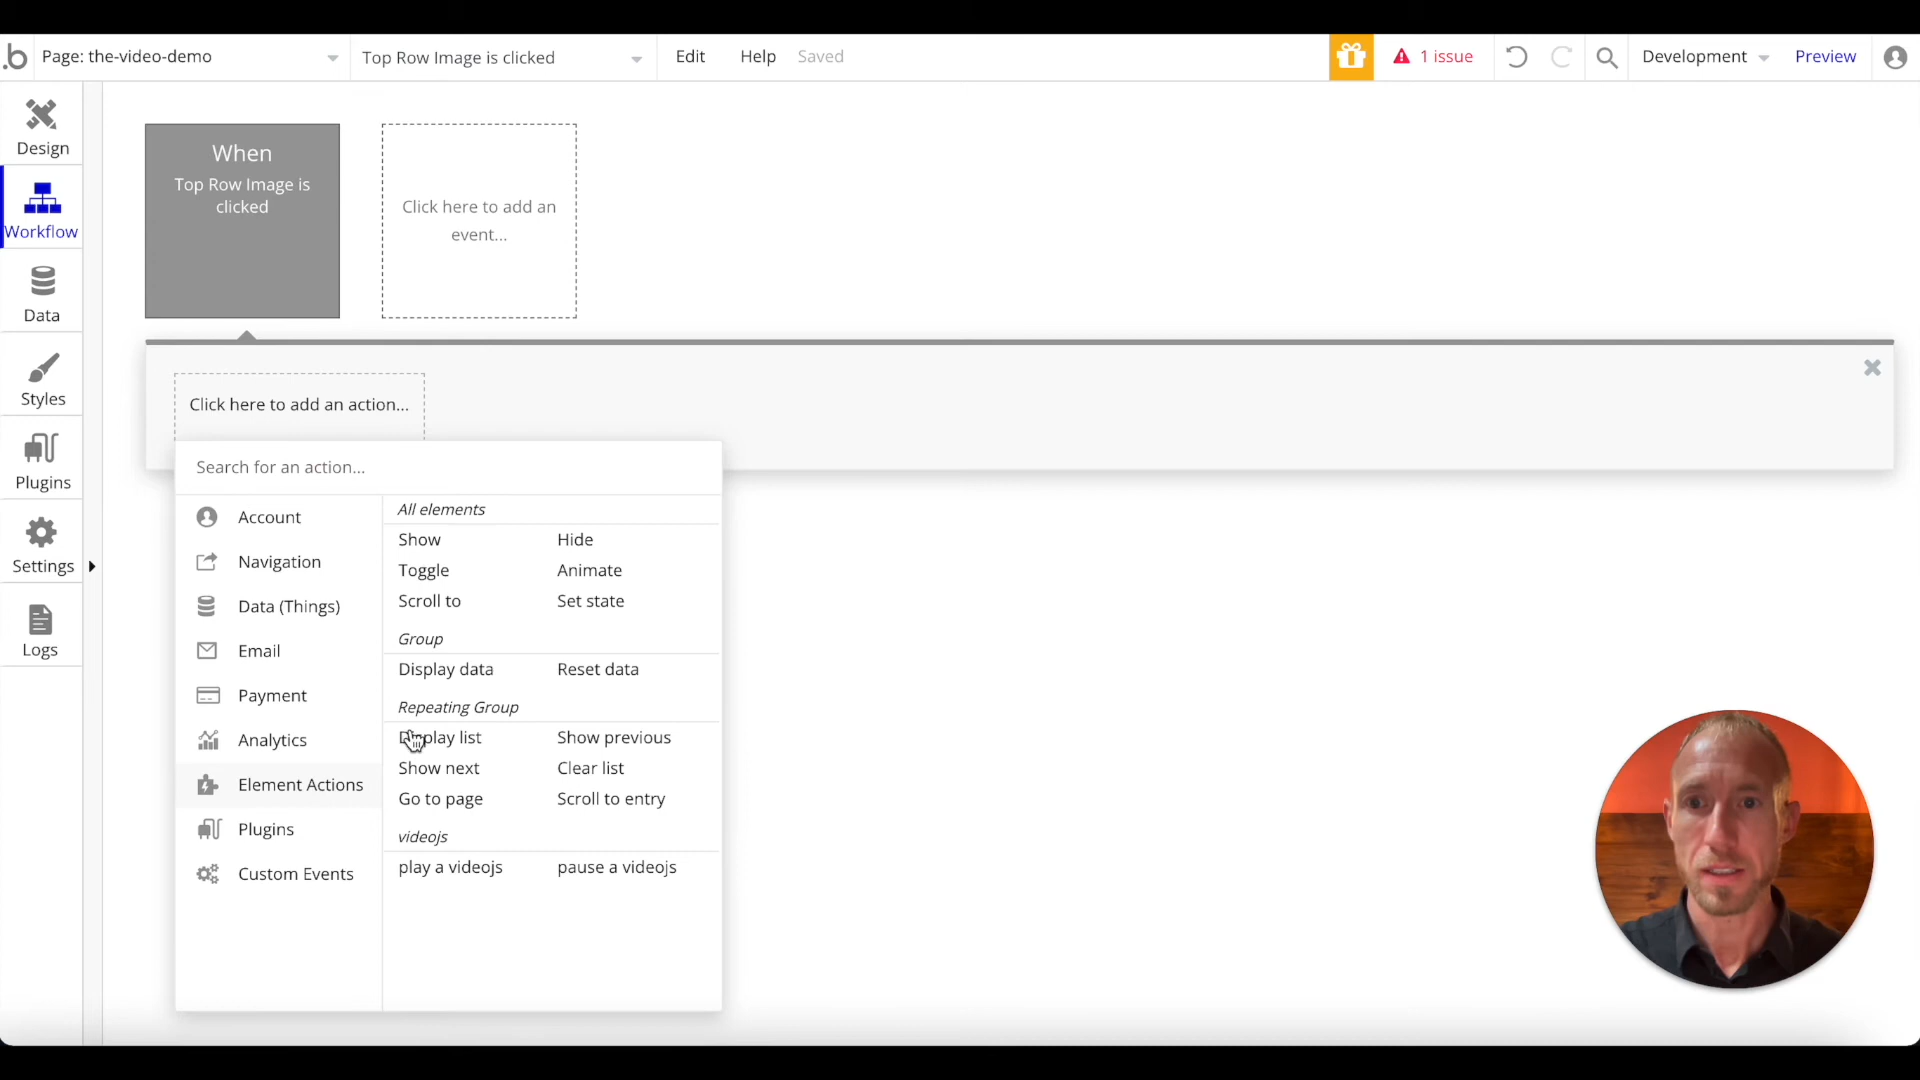 .b Page: the-video-demo Top Row Image is clicked Edit Help Saved 1 issue Development Preview
Design
Workflow
Data
Styles
Plugins
Settings
Logs
When
Top Row Image is
clicked
Click here to add an
event...
Click here to add an action...
Search for an action...
Account
Navigation
Data (Things)
Email
Payment
Analytics
Element Actions
Plugins
Custom Events
All elements
Show Hide
Toggle Animate
Scroll to Set state
Group
Display data Reset data
Repeating Group
Display list Show previous
Show next Clear list
Go to page Scroll to entry
videojs
play a videojs pause a videojs